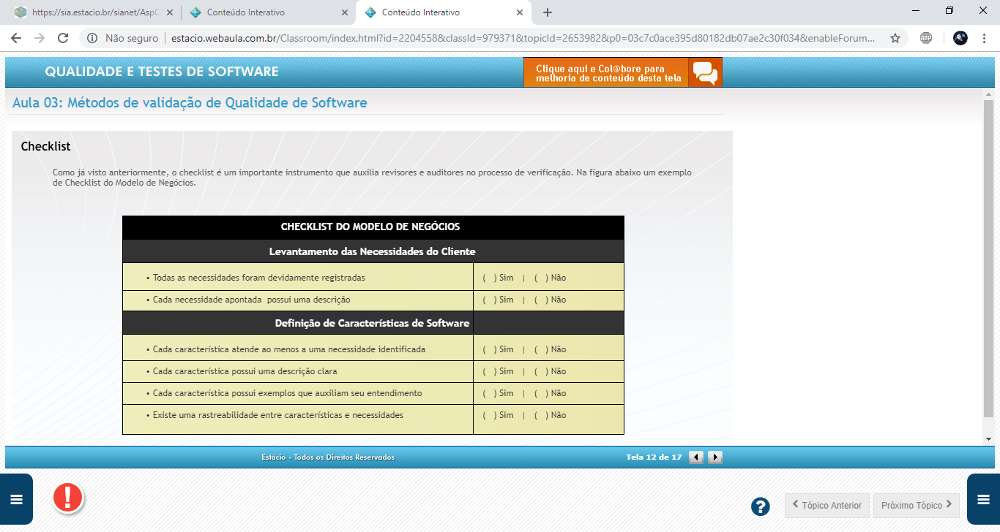 https://sia.estacio.br/sianet/AspC
Conteúdo Interativo
Conteúdo Interativo
Não seguro
estacio.webaula.com.br/Classroom/index.html?id=2204558&classId=979371&topicId=2653982&p0=03c7c0ace395d80182db07ae2c30f034&enableForum...
ABP
QUALIDADE E TESTES DE SOFTWARE
Clique aqui e Col@bore para
melhoria de conteúdo desta tela
Aula 03: Métodos de validação de Qualidade de Software
Checklist
Como já visto anteriormente, o checklist é um importante instrumento que auxilia revisores e auditores no processo de verificação. Na figura abaixo um exemplo
de Checklist do Modelo de Negócios.
CHECKLIST DO MODELO DE NEGÓCIOS
Levantamento das Necessidades do Cliente
• Todas as necessidades foram devidamente registradas ( ) Sim | ( ) Não
• Cada necessidade apontada possui uma descrição ( ) Sim | ( ) Não
Definição de Características de Software
• Cada característica atende ao menos a uma necessidade identificada ( ) Sim | ( ) Não
• Cada característica possui uma descrição clara ( ) Sim | ( ) Não
• Cada característica possui exemplos que auxiliam seu entendimento ( ) Sim | ( ) Não
• Existe uma rastreabilidade entre características e necessidades ( ) Sim | ( ) Não
Estácio - Todos os Direitos Reservados
Tela 12 de 17
Tópico Anterior
Próximo Tópico